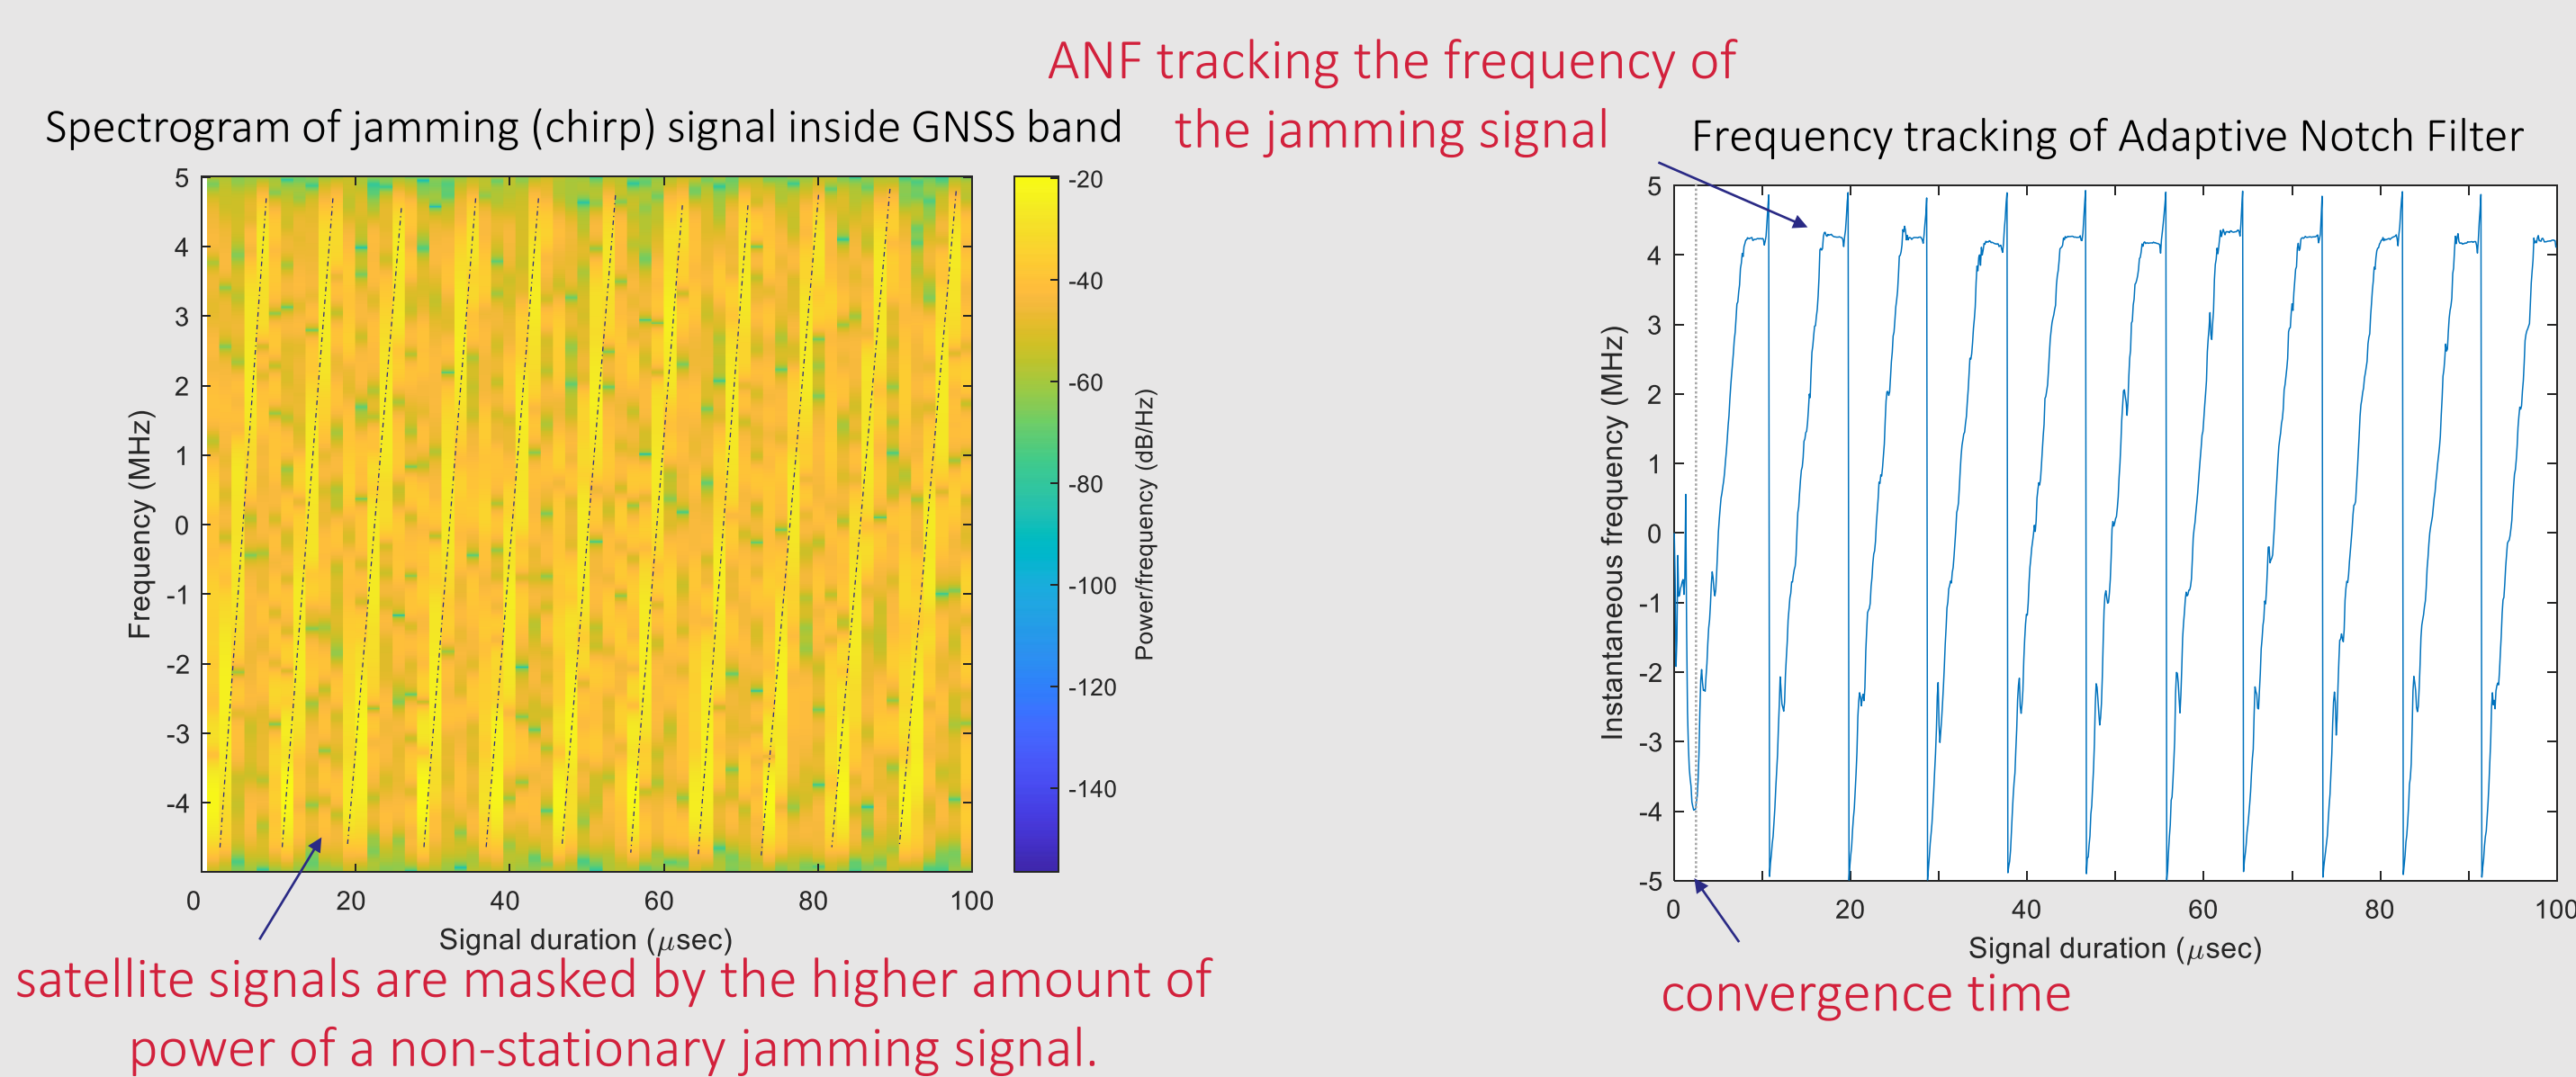 ANF tracking the frequency of
the jamming signal
Spectrogram of jamming (chirp) signal inside GNSS band
5
4
3
2
1
0
-1
-2
-3
-4
Frequency (MHz)
0 20 40 60 80 100
Signal duration (μsec)
-20
-40
-60
-80
-100
-120
-140
Power/frequency (dB/Hz)
satellite signals are masked by the higher amount of
power of a non-stationary jamming signal.
Frequency tracking of Adaptive Notch Filter
5
4
3
2
1
0
-1
-2
-3
-4
-5
Instantaneous frequency (MHz)
0 20 40 60 80 100
Signal duration (μsec)
convergence time